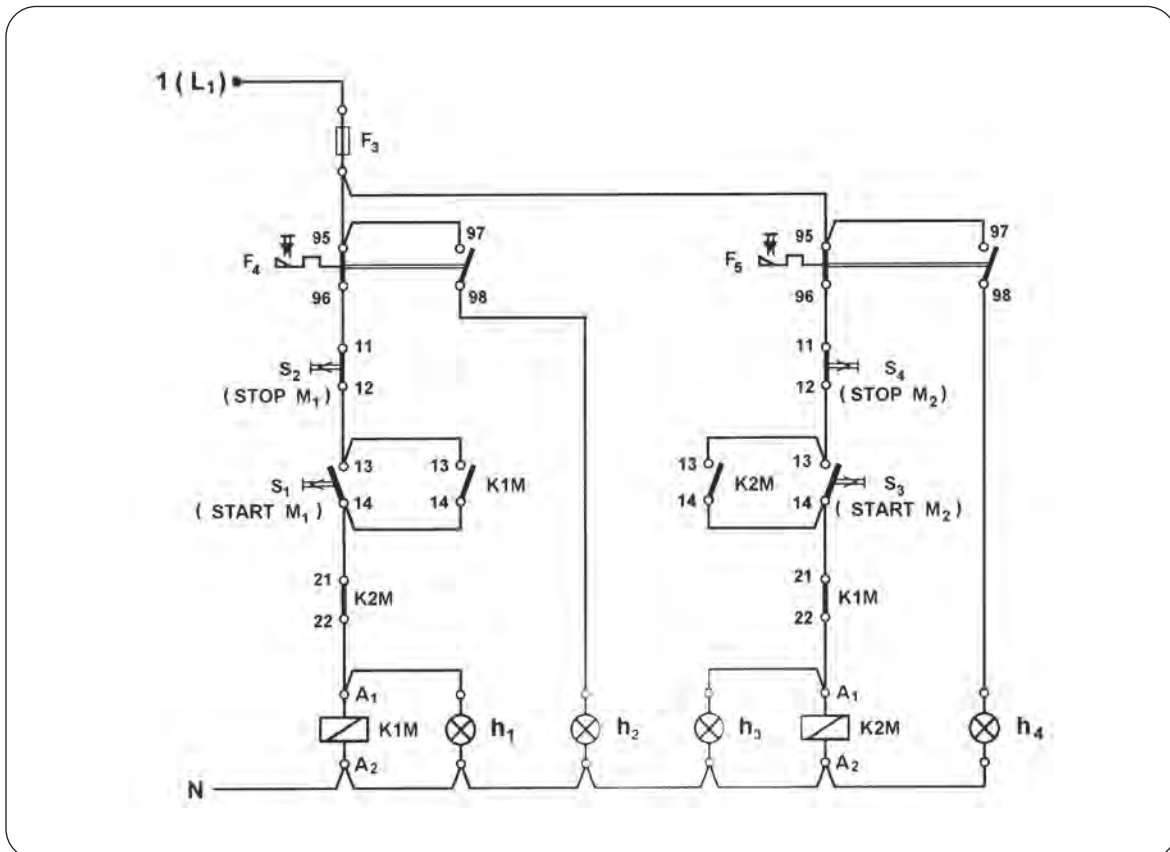 1 ( L1 )
F3
95 97 95 97
F4 F5
96 98 96 98
11 11
S2 S4
( STOP M1 ) 12 12 ( STOP M2 )
13 13 13 13
S1 K1M K2M S3
( START M1 ) 14 14 14 14 ( START M2 )
21 21
K2M K1M
22 22
A1 A1
K1M h1 h2 h3 K2M h4
A2 A2
N